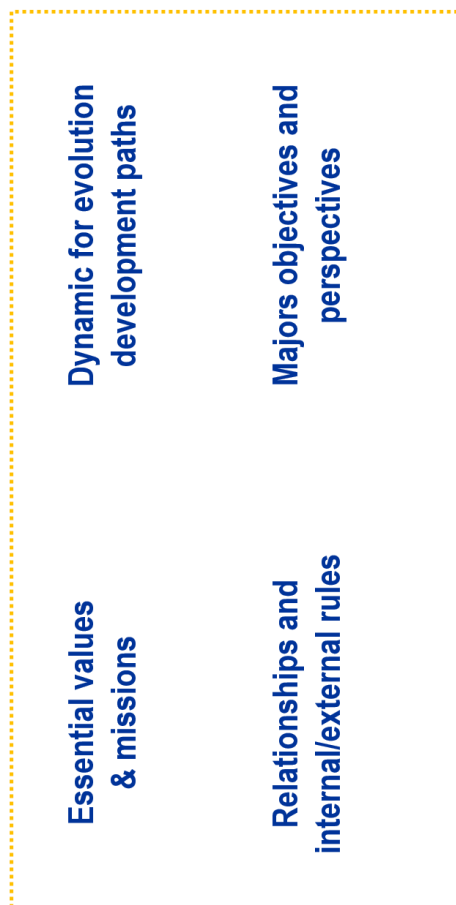 Essential values
& missions
Dynamic for evolution
development paths
Relationships and
internal/external rules
Majors objectives and
perspectives